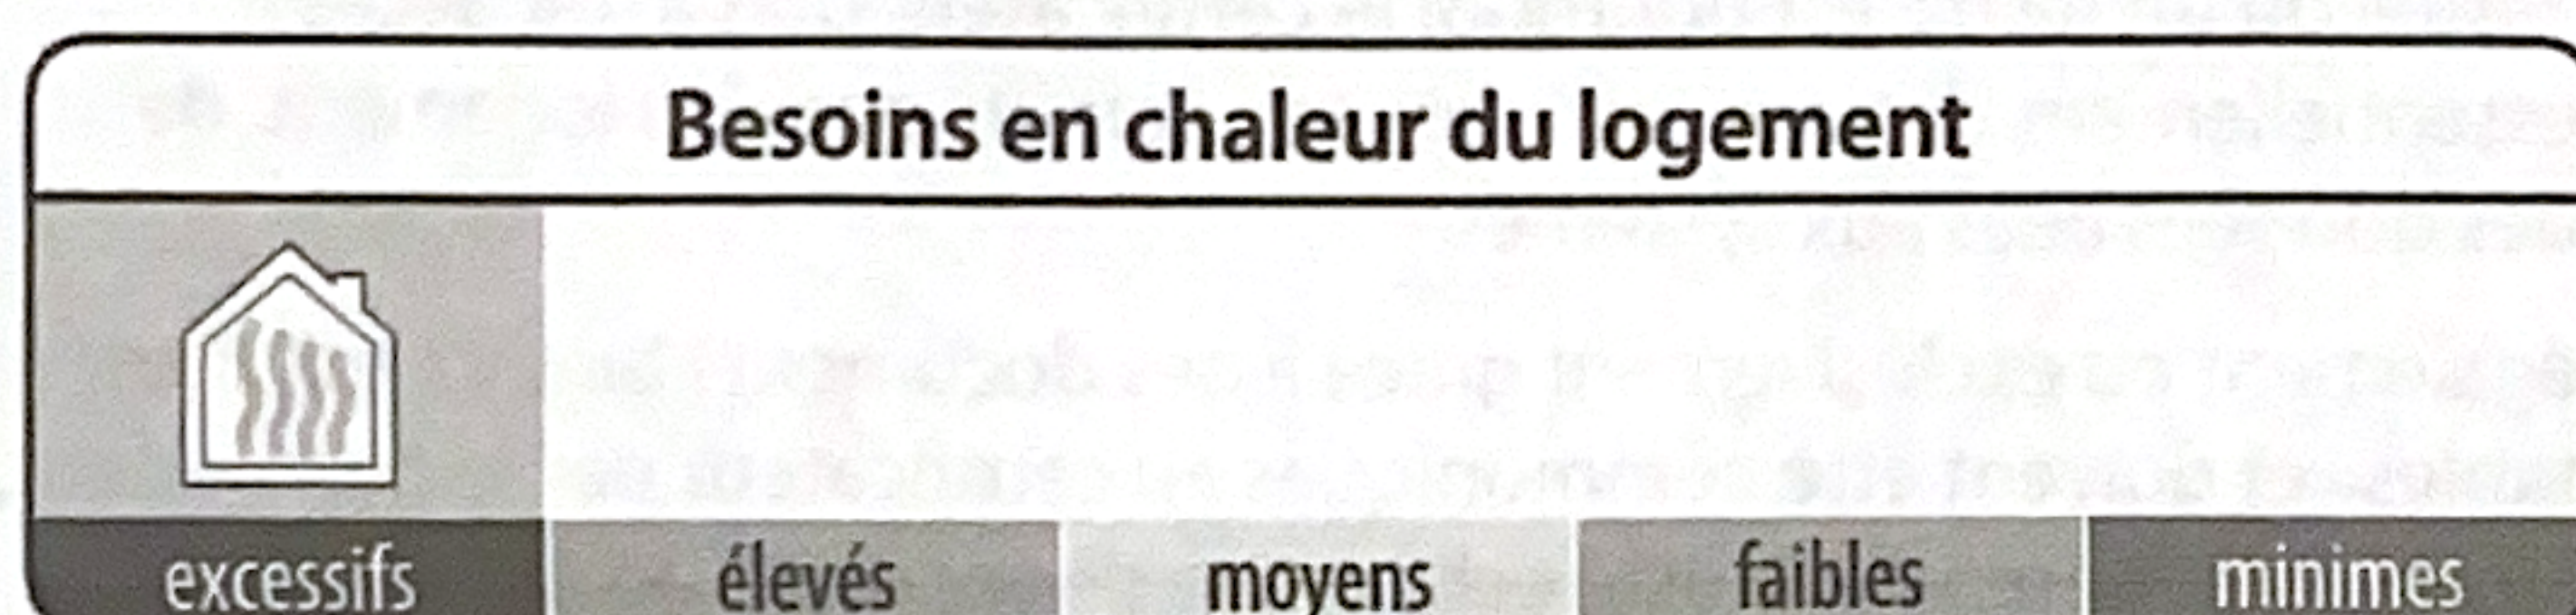 Besoins en chaleur du logement
excessifs élevés moyens faibles minimes